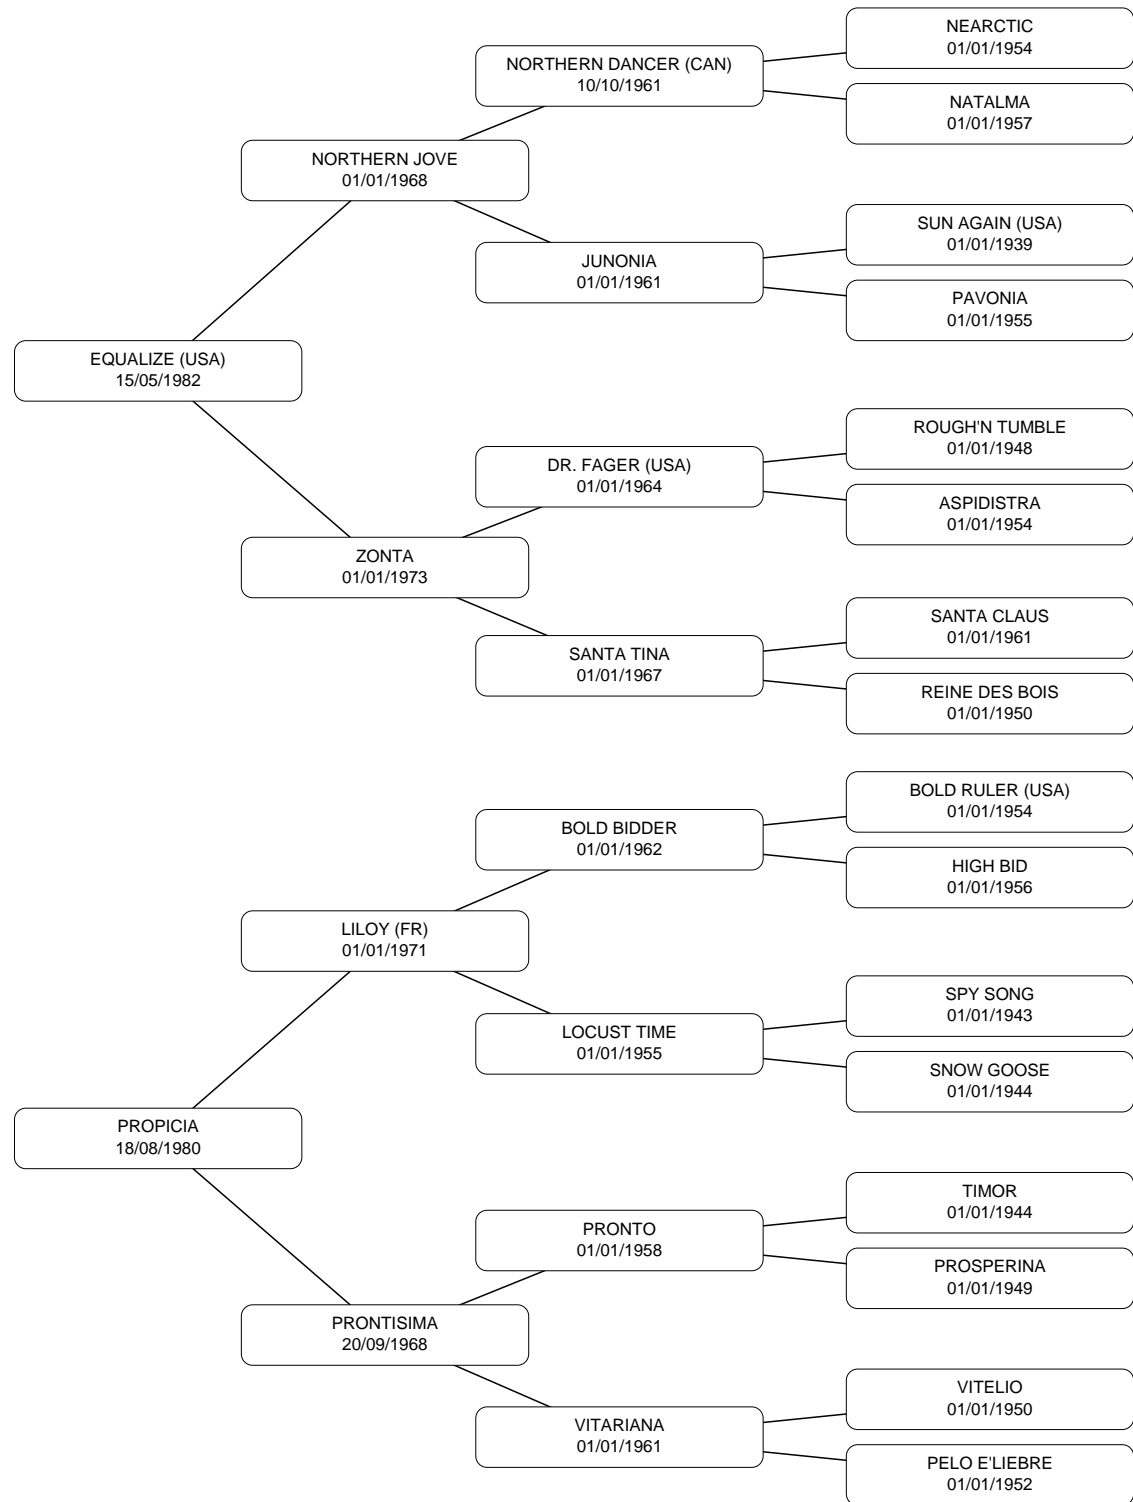 NEARCTIC
01/01/1954
NORTHERN DANCER (CAN)
10/10/1961
NATALMA
01/01/1957
NORTHERN JOVE
01/01/1968
SUN AGAIN (USA)
01/01/1939
JUNONIA
01/01/1961
PAVONIA
01/01/1955
EQUALIZE (USA)
15/05/1982
ROUGH'N TUMBLE
01/01/1948
DR. FAGER (USA)
01/01/1964
ASPIDISTRA
01/01/1954
ZONTA
01/01/1973
SANTA CLAUS
01/01/1961
SANTA TINA
01/01/1967
REINE DES BOIS
01/01/1950
BOLD RULER (USA)
01/01/1954
BOLD BIDDER
01/01/1962
HIGH BID
01/01/1956
LILOY (FR)
01/01/1971
SPY SONG
01/01/1943
LOCUST TIME
01/01/1955
SNOW GOOSE
01/01/1944
PROPICIA
18/08/1980
TIMOR
01/01/1944
PRONTO
01/01/1958
PROSPERINA
01/01/1949
PRONTISIMA
20/09/1968
VITELIO
01/01/1950
VITARIANA
01/01/1961
PELO E'LIEBRE
01/01/1952